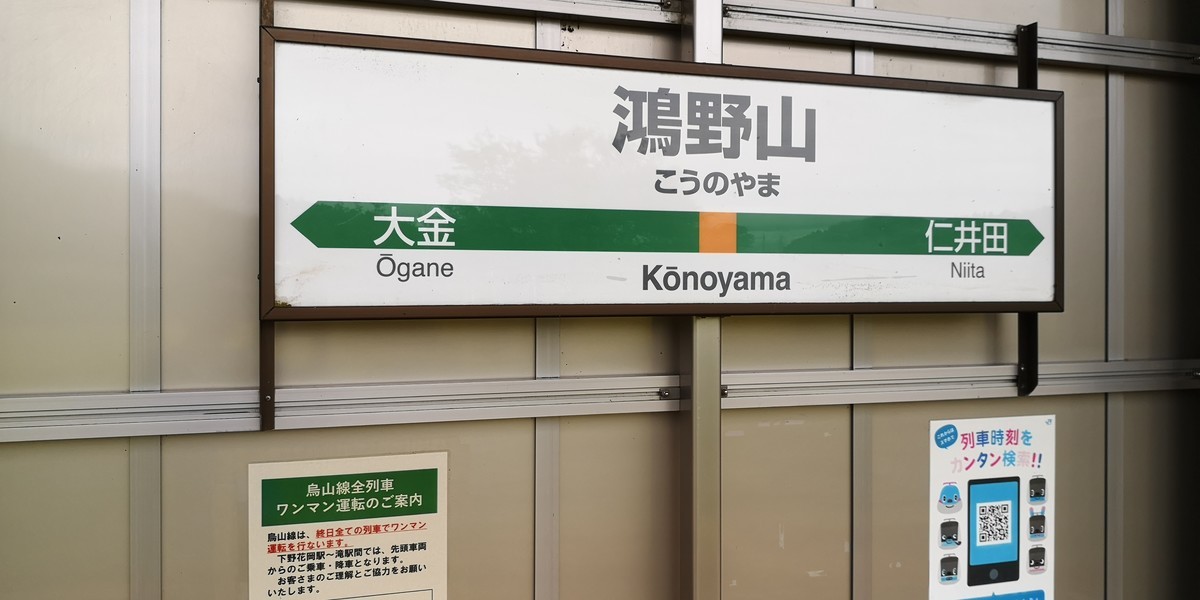 鴻野山
こうのやま
大金
仁井田
Ōgane
Kōnoyama
Niita
烏山線全列車
ワンマン運転のご案内
烏山線は、終日全ての列車でワンマン
運転を行ないます。
下野花岡駅～滝駅間では、先頭車両
からのご乗車・降車となります。
お客さまのご理解とご協力をお願い
いたします。
列車時刻を
カンタン検索!!